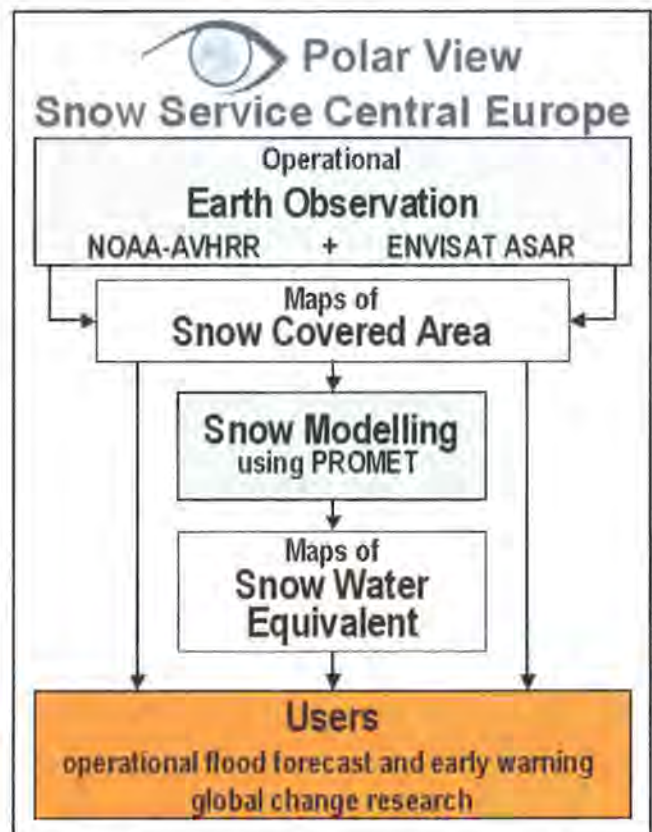 Polar View
Snow Service Central Europe
Operational
Earth Observation
NOAA-AVHRR + ENVISAT ASAR
Maps of
Snow Covered Area
Snow Modelling
using PROMET
Maps of
Snow Water
Equivalent
Users
operational flood forecast and early warning
global change research